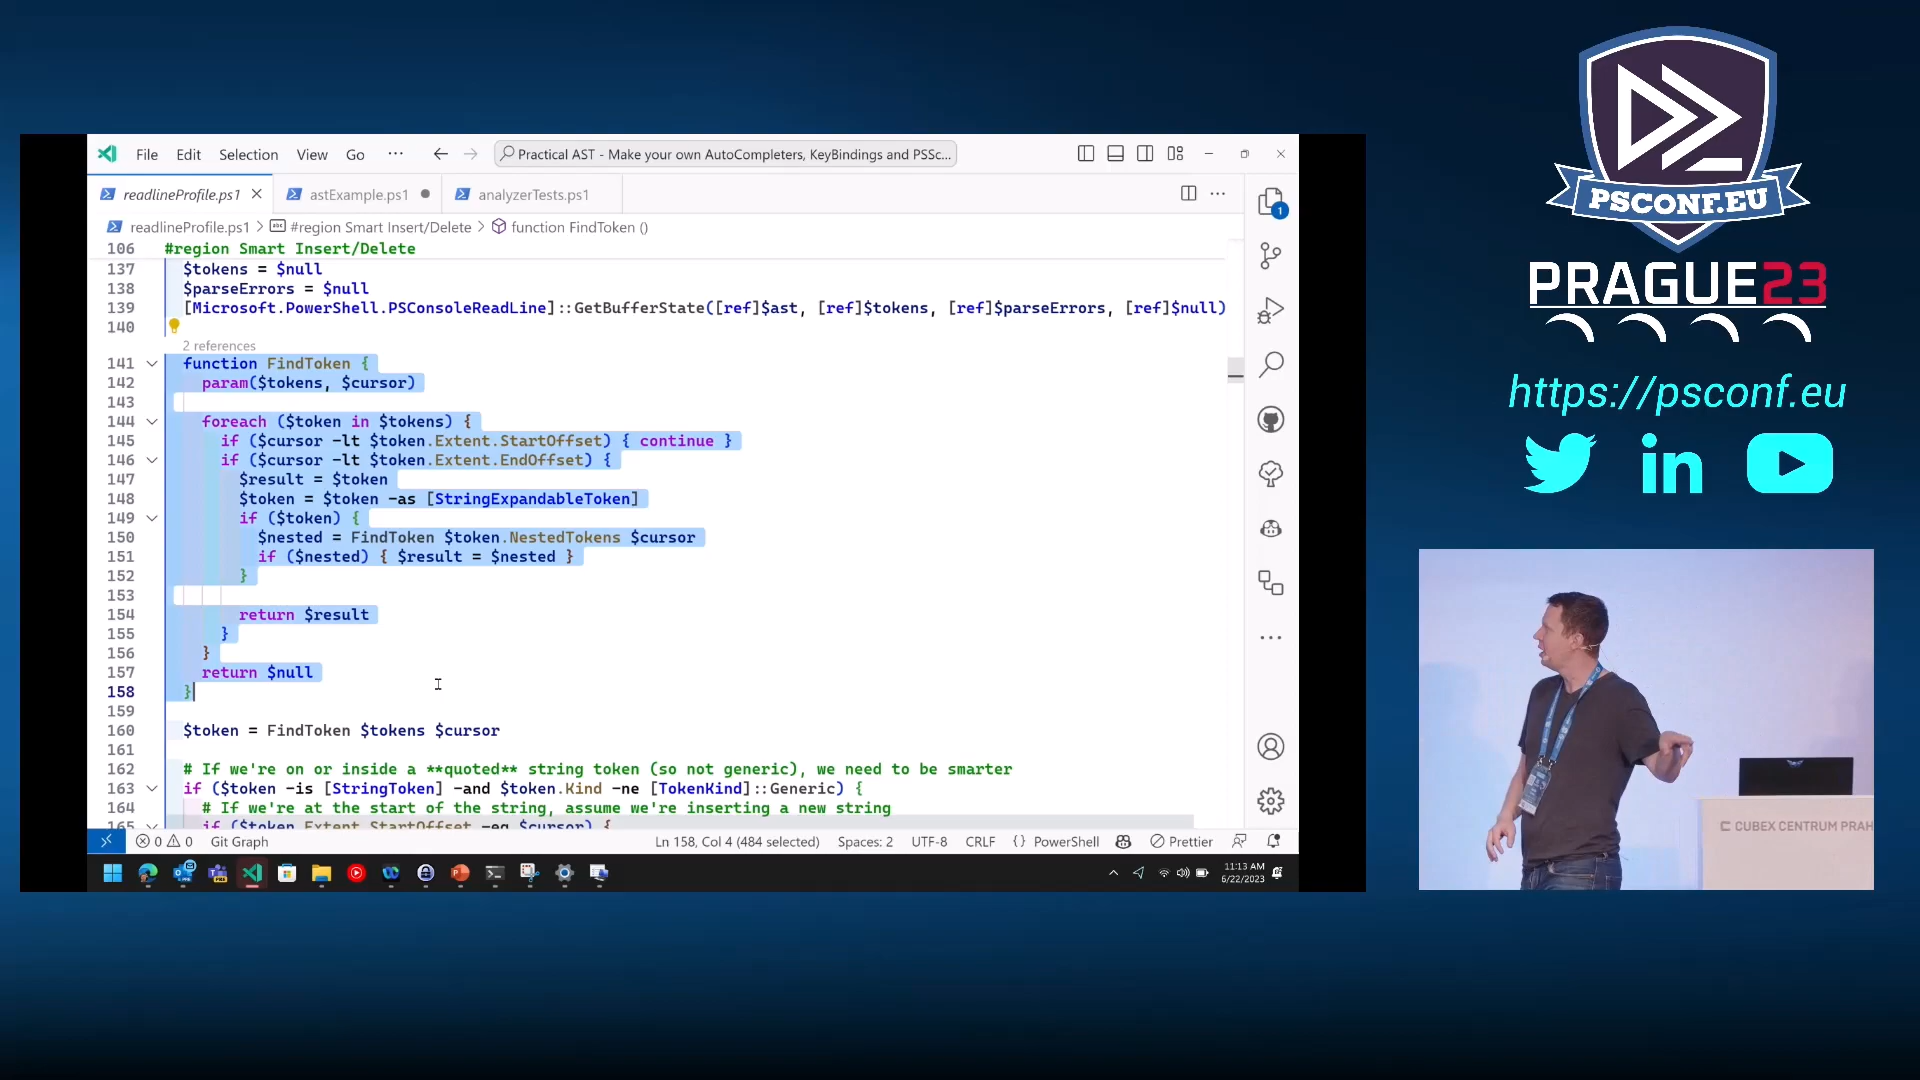 File Edit Selection View Go ··· Practical AST - Make your own AutoCompleters, KeyBindings and PSSc...
readlineProfile.ps1 astExample.ps1 analyzerTests.ps1
readlineProfile.ps1 > #region Smart Insert/Delete > function FindToken ()
106 #region Smart Insert/Delete
137 $tokens = $null
138 $parseErrors = $null
139 [Microsoft.PowerShell.PSConsoleReadLine]::GetBufferState([ref]$ast, [ref]$tokens, [ref]$parseErrors, [ref]$null)
140
2 references
141 function FindToken {
142 param($tokens, $cursor)
143
144 foreach ($token in $tokens) {
145 if ($cursor -lt $token.Extent.StartOffset) { continue }
146 if ($cursor -lt $token.Extent.EndOffset) {
147 $result = $token
148 $token = $token -as [StringExpandableToken]
149 if ($token) {
150 $nested = FindToken $token.NestedTokens $cursor
151 if ($nested) { $result = $nested }
152 }
153
154 return $result
155 }
156 }
157 return $null
158 }
159
160 $token = FindToken $tokens $cursor
161
162 # If we're on or inside a **quoted** string token (so not generic), we need to be smarter
163 if ($token -is [StringToken] -and $token.Kind -ne [TokenKind]::Generic) {
164 # If we're at the start of the string, assume we're inserting a new string
165 if ($token.Extent.StartOffset -eq $cursor) {
0 0 Git Graph Ln 158, Col 4 (484 selected) Spaces: 2 UTF-8 CRLF {} PowerShell Prettier
11:13 AM
6/22/2023
1
PSCONF.EU
PRAGUE23
https://psconf.eu
in
CUBEX CENTRUM PRAH